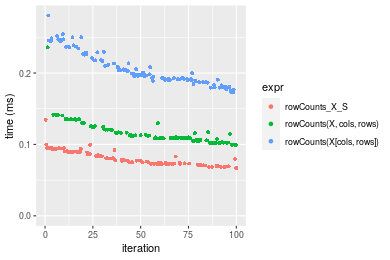 time (ms)
0.2
0.1
0.0
0 25 50 75 100
iteration
expr
rowCounts_X_S
rowCounts(X, cols, rows)
rowCounts(X[cols, rows])